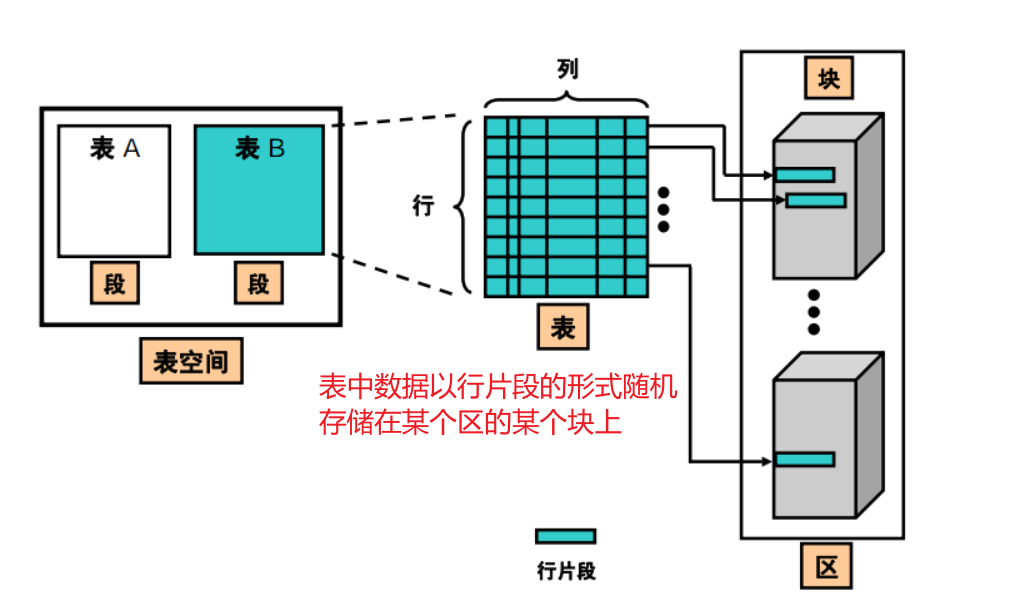 表 A
表 B
段
段
表空间
列
行
表
表中数据以行片段的形式随机
存储在某个区的某个块上
行片段
块
区